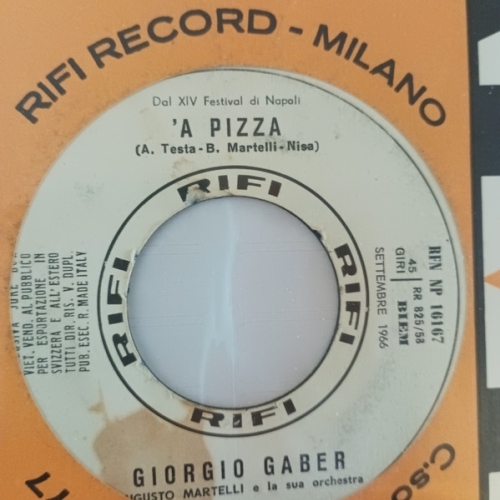 RIFI RECORD - MILANO
Dal XIV Festival di Napoli
'A PIZZA
(A. Testa - B. Martelli - Nisa)
RIFI
RIFI
RIFI
RIFI
VIET. VEND. AL PUBBLICO
PER ESPORTAZIONE IN
SVIZZERA E ALL'ESTERO
TUTTI DIR. RIS. V. DUPL.
PUB. ESEC. R. MADE ITALY
RFN NP 16167
45 RR 825/58
GIRI BIEM
SETTEMBRE 1966
GIORGIO GABER
MARTELLI e la sua orchestra